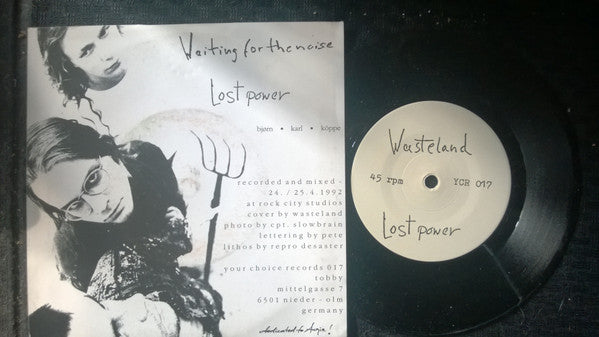 Waiting for the noise
Lost power
bjørn • karl • köppe
recorded and mixed -
24. / 25.4.1992
at rock city studios
cover by wasteland
photo by cpt. slowbrain
lettering by pete
lithos by repro desaster
your choice records 017
tobby
mittelgasse 7
6501 nieder - olm
germany
dedicated to Anja!
Wasteland
45 rpm YCR 017
Lost power